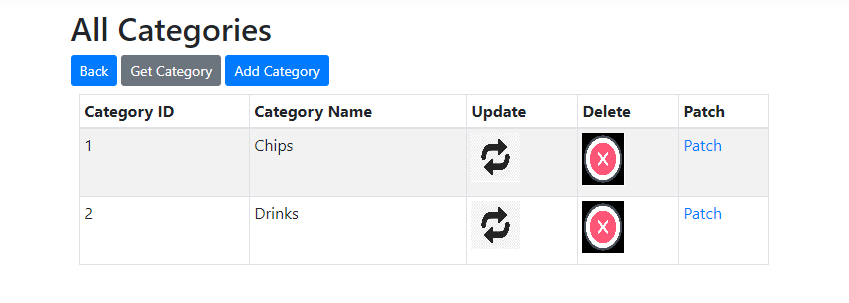 All Categories
Back Get Category Add Category
Category ID Category Name Update Delete Patch
1 Chips X Patch
2 Drinks X Patch